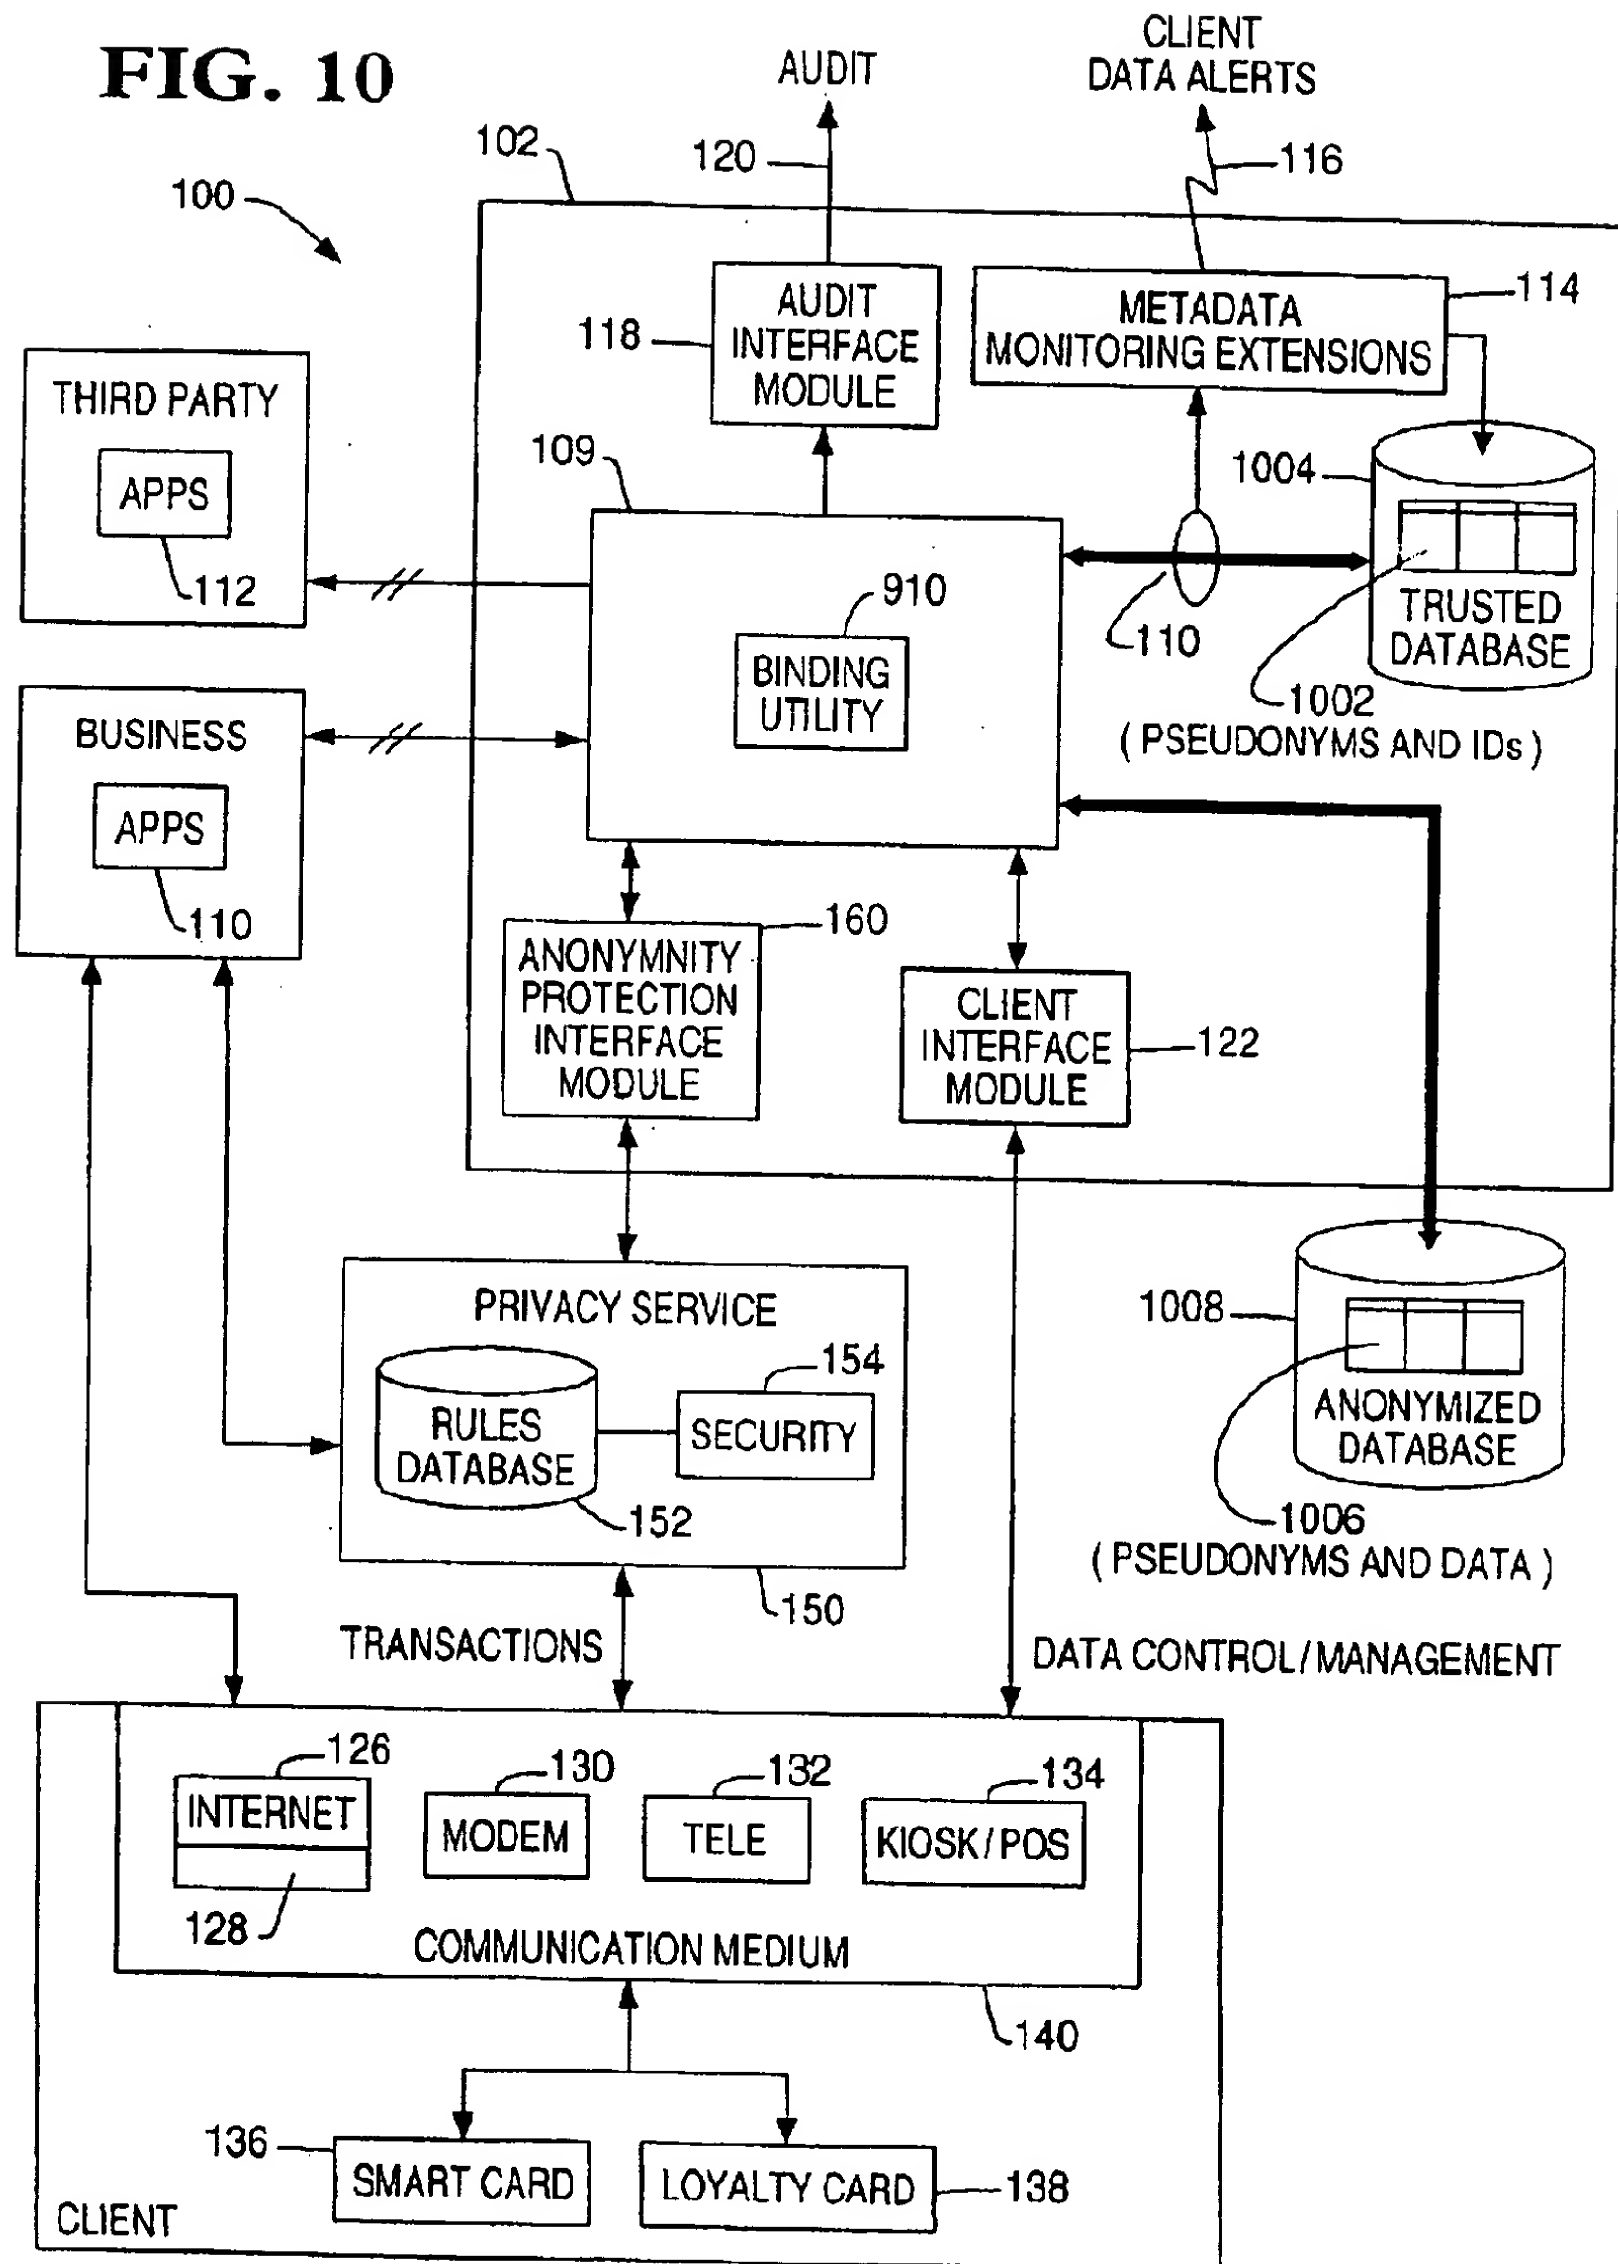 FIG. 10
AUDIT
CLIENT
DATA ALERTS
102
120
116
100
AUDIT
INTERFACE
MODULE
118
METADATA
MONITORING EXTENSIONS
114
THIRD PARTY
APPS
112
109
1004
910
BINDING
UTILITY
110
TRUSTED
DATABASE
1002
( PSEUDONYMS AND IDs )
BUSINESS
APPS
110
160
ANONYMNITY
PROTECTION
INTERFACE
MODULE
CLIENT
INTERFACE
MODULE
122
PRIVACY SERVICE
154
RULES
DATABASE
SECURITY
152
150
1008
ANONYMIZED
DATABASE
1006
( PSEUDONYMS AND DATA )
TRANSACTIONS
DATA CONTROL/MANAGEMENT
126
130
132
134
INTERNET
MODEM
TELE
KIOSK/POS
128
COMMUNICATION MEDIUM
140
136
SMART CARD
LOYALTY CARD
138
CLIENT